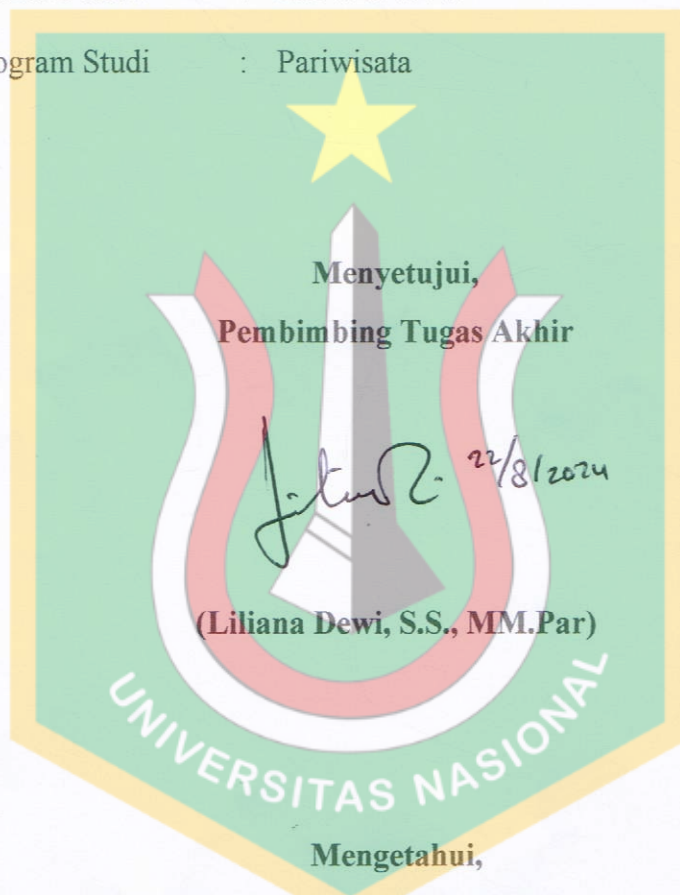 ogram Studi : Pariwisata
Menyetujui,
Pembimbing Tugas Akhir
22/8/2024
(Liliana Dewi, S.S., MM.Par)
UNIVERSITAS NASIONAL
Mengetahui,